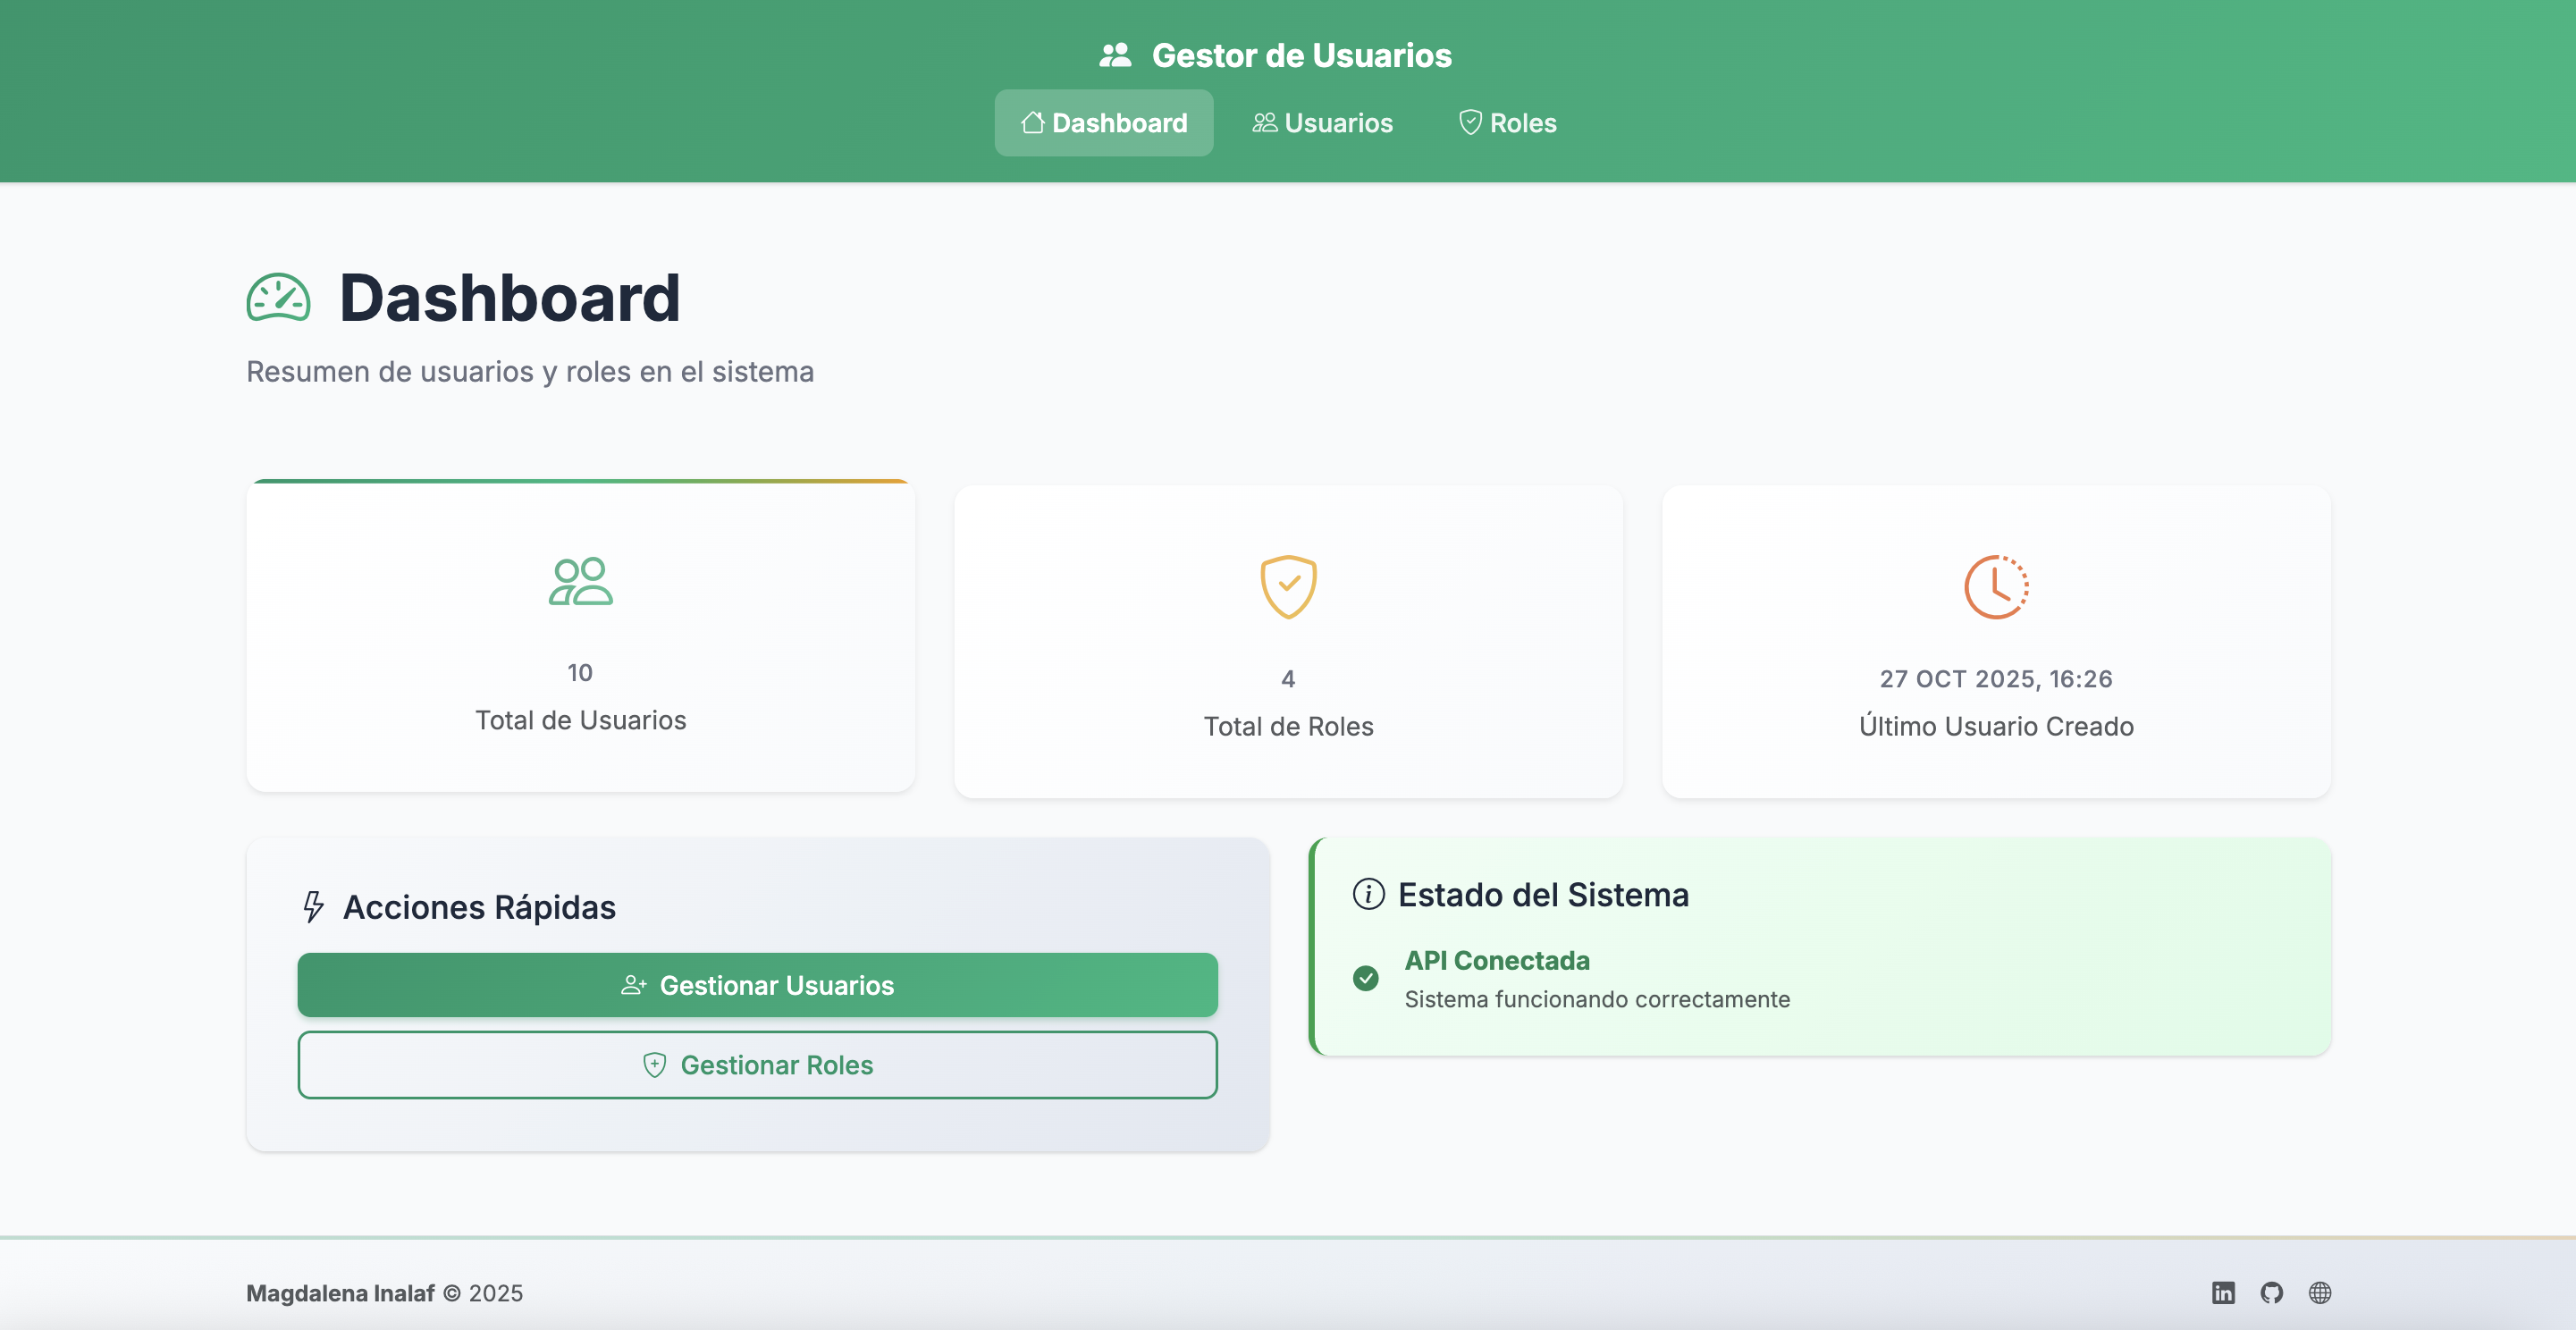 Gestor de Usuarios
Dashboard
Usuarios
Roles
Dashboard
Resumen de usuarios y roles en el sistema
10
Total de Usuarios
4
Total de Roles
27 OCT 2025, 16:26
Último Usuario Creado
Acciones Rápidas
Gestionar Usuarios
Gestionar Roles
Estado del Sistema
API Conectada
Sistema funcionando correctamente
Magdalena Inalaf © 2025